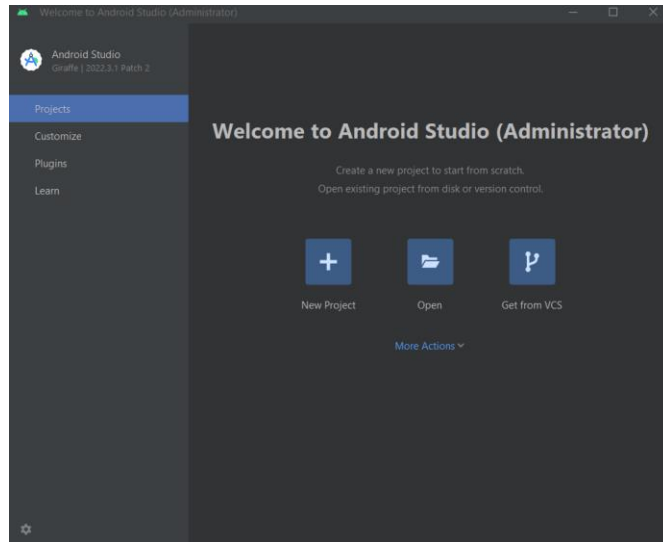 Welcome to Android Studio (Administrator)
Android Studio
Giraffe | 2022.3.1 Patch 2
Projects
Customize
Plugins
Learn
Welcome to Android Studio (Administrator)
Create a new project to start from scratch.
Open existing project from disk or version control.
New Project Open Get from VCS
More Actions